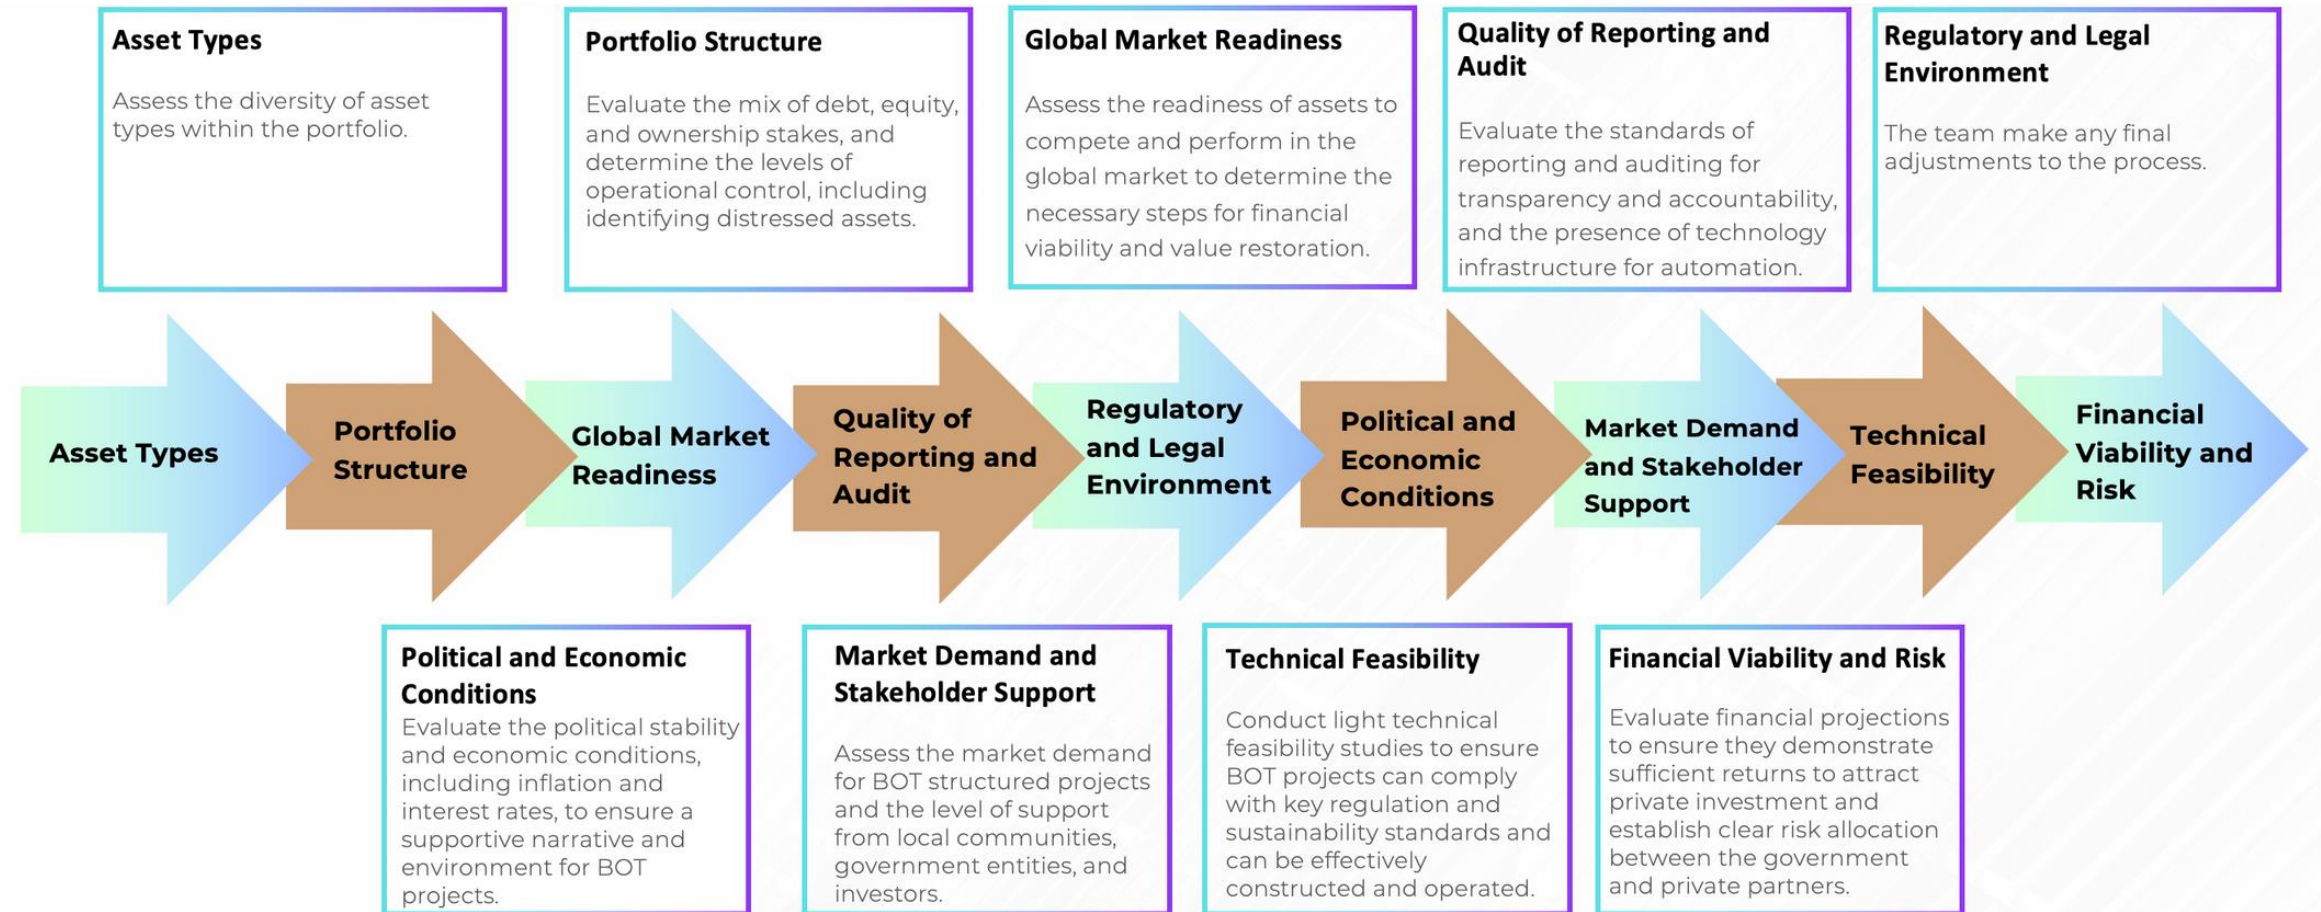 Asset Types
Assess the diversity of asset
types within the portfolio.
Portfolio Structure
Evaluate the mix of debt, equity,
and ownership stakes, and
determine the levels of
operational control, including
identifying distressed assets.
Global Market Readiness
Assess the readiness of assets to
compete and perform in the
global market to determine the
necessary steps for financial
viability and value restoration.
Quality of Reporting and
Audit
Evaluate the standards of
reporting and auditing for
transparency and accountability,
and the presence of technology
infrastructure for automation.
Regulatory and Legal
Environment
The team make any final
adjustments to the process.
Asset Types
Portfolio
Structure
Global Market
Readiness
Quality of
Reporting and
Audit
Regulatory
and Legal
Environment
Political and
Economic
Conditions
Market Demand
and Stakeholder
Support
Technical
Feasibility
Financial
Viability and
Risk
Political and Economic
Conditions
Evaluate the political stability
and economic conditions,
including inflation and
interest rates, to ensure a
supportive narrative and
environment for BOT
projects.
Market Demand and
Stakeholder Support
Assess the market demand
for BOT structured projects
and the level of support
from local communities,
government entities, and
investors.
Technical Feasibility
Conduct light technical
feasibility studies to ensure
BOT projects can comply
with key regulation and
sustainability standards and
can be effectively
constructed and operated.
Financial Viability and Risk
Evaluate financial projections
to ensure they demonstrate
sufficient returns to attract
private investment and
establish clear risk allocation
between the government
and private partners.